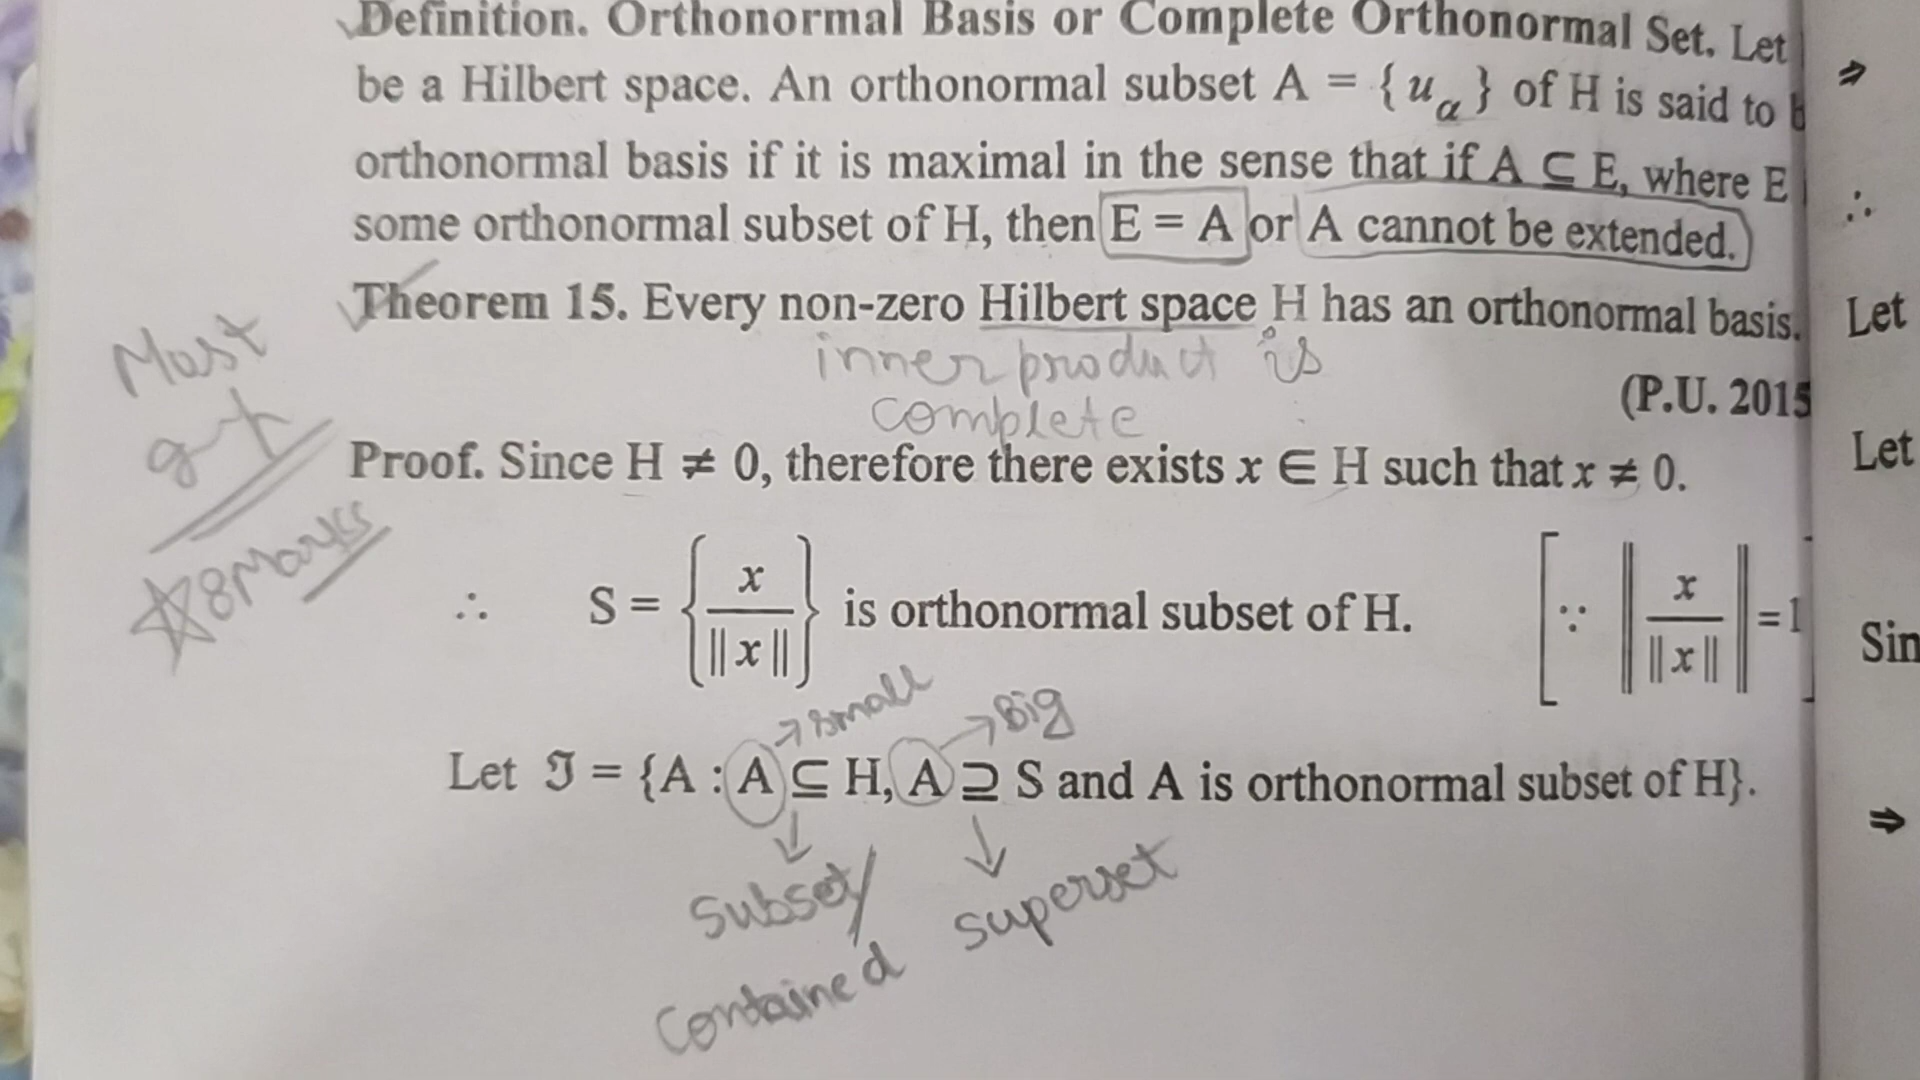 Definition. Orthonormal Basis or Complete Orthonormal Set. Let
be a Hilbert space. An orthonormal subset A = { uα } of H is said to
orthonormal basis if it is maximal in the sense that if A ⊆ E, where E
some orthonormal subset of H, then E = A or A cannot be extended.
Theorem 15. Every non-zero Hilbert space H has an orthonormal basis.
inner product is
complete
(P.U. 2015
Most
Proof. Since H ≠ 0, therefore there exists x ∈ H such that x ≠ 0.
8 Marks
∴ S = { x / ||x|| } is orthonormal subset of H. [ ∵ || x / ||x|| || = 1
→ small → Big
Let ℑ = {A : A ⊆ H, A ⊇ S and A is orthonormal subset of H}.
Subset/ superset
Contained
⇒
∴
Let
Let
Sin
⇒